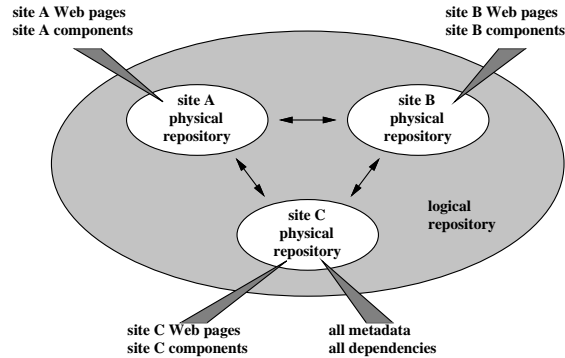 site A Web pages
site A components
site B Web pages
site B components
site A
physical
repository
site B
physical
repository
site C
physical
repository
logical
repository
site C Web pages
site C components
all metadata
all dependencies